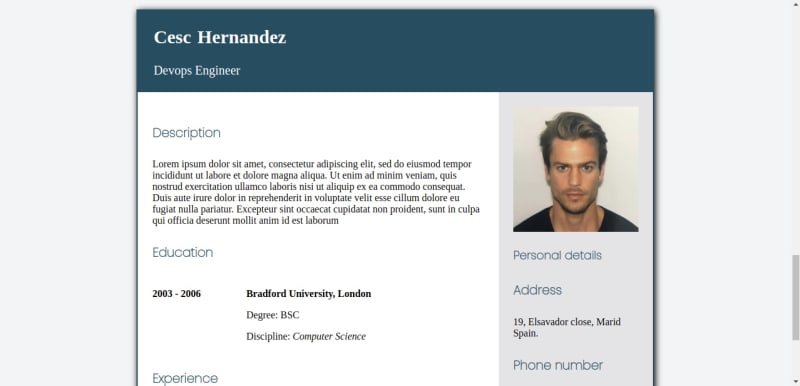 Cesc Hernandez
Devops Engineer
Description
Lorem ipsum dolor sit amet, consectetur adipiscing elit, sed do eiusmod tempor
incididunt ut labore et dolore magna aliqua. Ut enim ad minim veniam, quis
nostrud exercitation ullamco laboris nisi ut aliquip ex ea commodo consequat.
Duis aute irure dolor in reprehenderit in voluptate velit esse cillum dolore eu
fugiat nulla pariatur. Excepteur sint occaecat cupidatat non proident, sunt in culpa
qui officia deserunt mollit anim id est laborum
Education
2003 - 2006 Bradford University, London
Degree: BSC
Discipline: Computer Science
Experience
Personal details
Address
19, Elsavador close, Marid
Spain.
Phone number